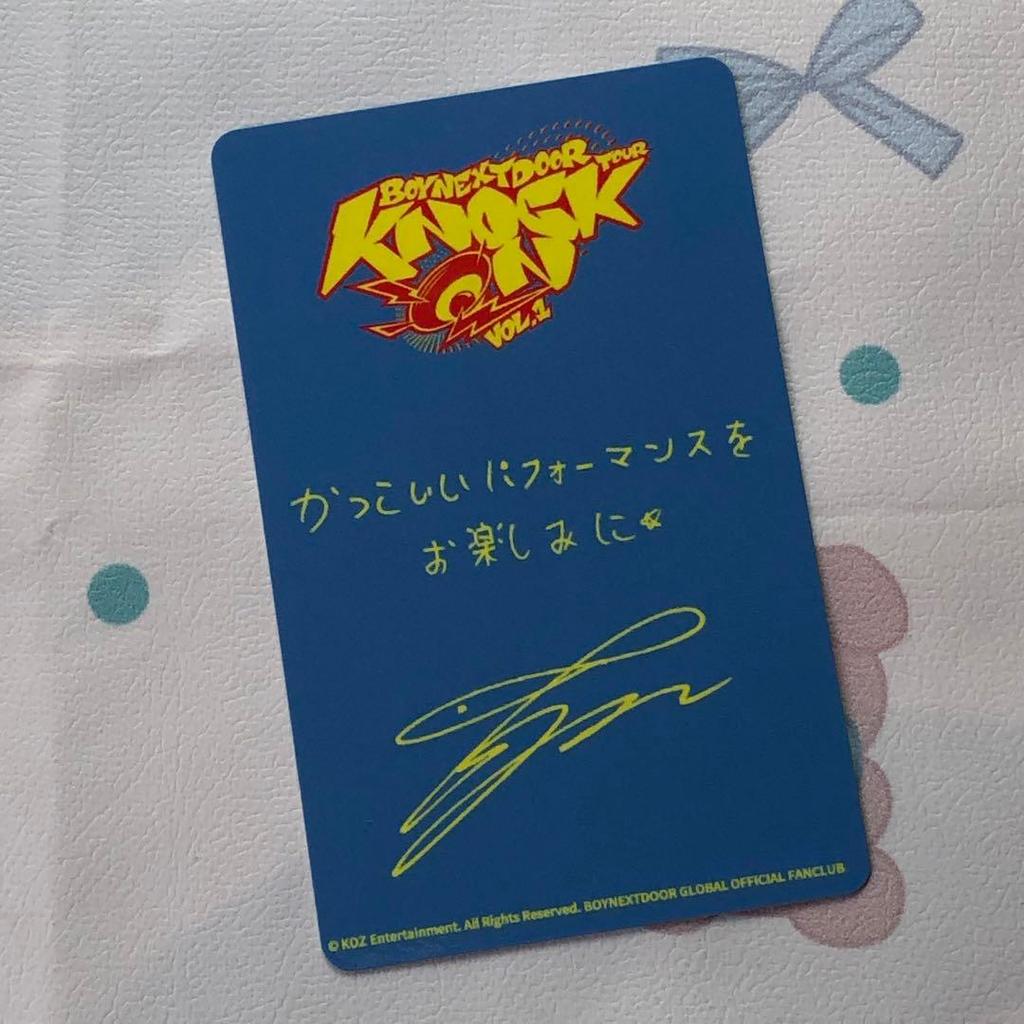 BOYNEXTDOOR TOUR
KNOCK
ON
VOL.1
かっこいいパフォーマンスを
お楽しみに☆
© KOZ Entertainment. All Rights Reserved. BOYNEXTDOOR GLOBAL OFFICIAL FANCLUB